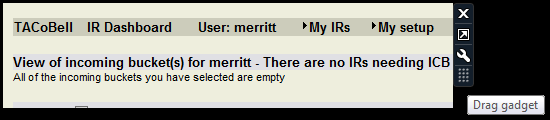 TACoBell IR Dashboard User: merritt My IRs My setup
View of incoming bucket(s) for merritt - There are no IRs needing ICB
All of the incoming buckets you have selected are empty
Drag gadget